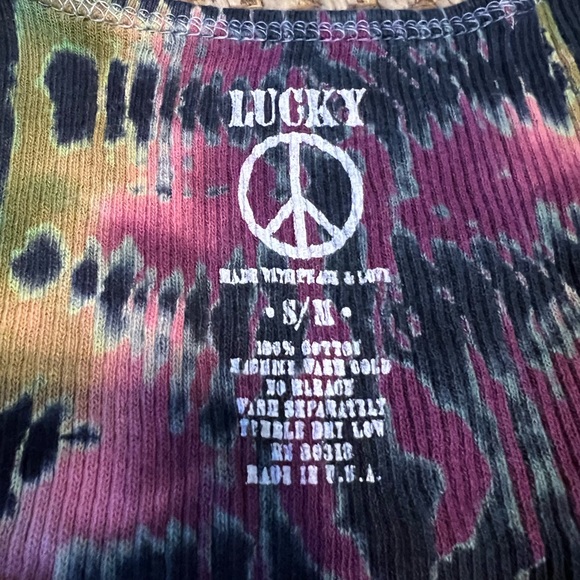 LUCKY
MADE WITH PEACE & LOVE
• S/M •
100% COTTON
MACHINE WASH COLD
NO BLEACH
WASH SEPARATELY
TUMBLE DRY LOW
RN 80318
MADE IN U.S.A.